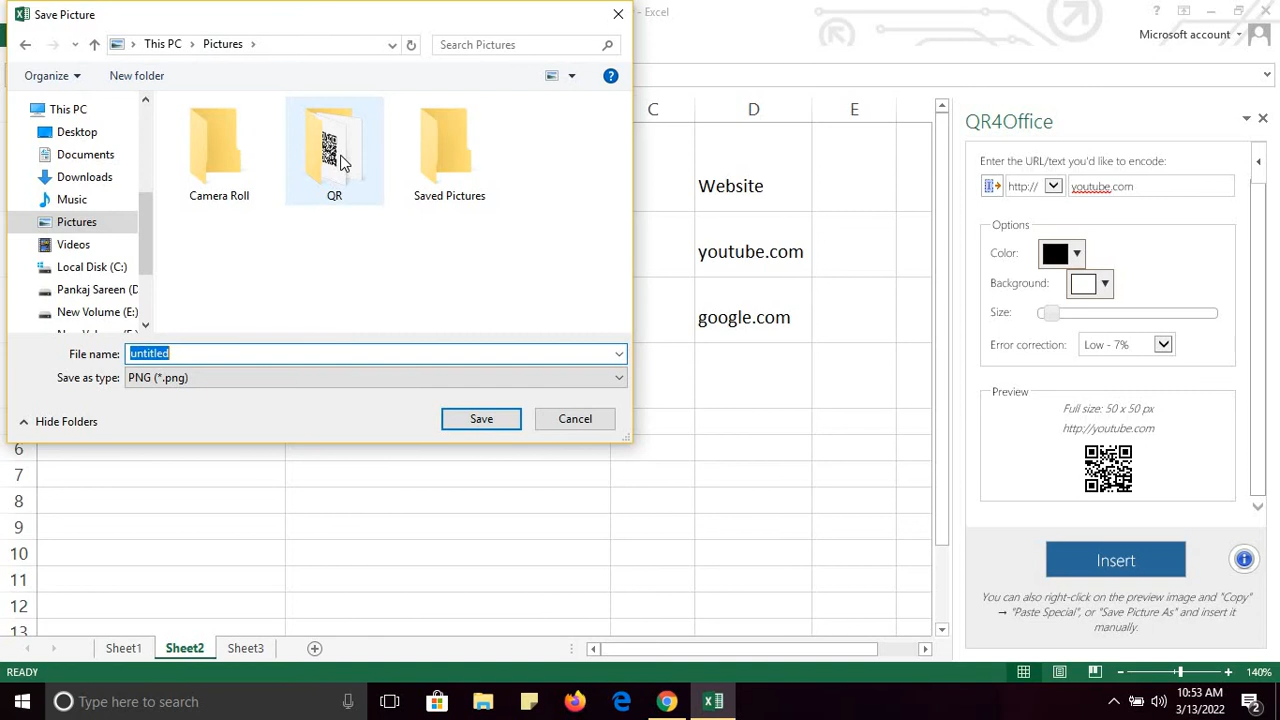 Save Picture
- Excel
?
Microsoft account
This PC
Pictures
Search Pictures
Organize
New folder
?
This PC
Desktop
Documents
Downloads
Music
Pictures
Videos
Local Disk (C:)
Pankaj Sareen (D
New Volume (E:)
Camera Roll
QR
Saved Pictures
File name:
untitled
Save as type:
PNG (*.png)
Hide Folders
Save
Cancel
C
D
E
Website
youtube.com
google.com
6
7
8
9
10
11
12
13
QR4Office
Enter the URL/text you'd like to encode:
http://
youtube.com
Options
Color:
Background:
Size:
Error correction:
Low - 7%
Preview
Full size: 50 x 50 px
http://youtube.com
Insert
You can also right-click on the preview image and "Copy"
→ "Paste Special", or "Save Picture As" and insert it
manually.
Sheet1
Sheet2
Sheet3
READY
140%
Type here to search
10:53 AM
3/13/2022
2